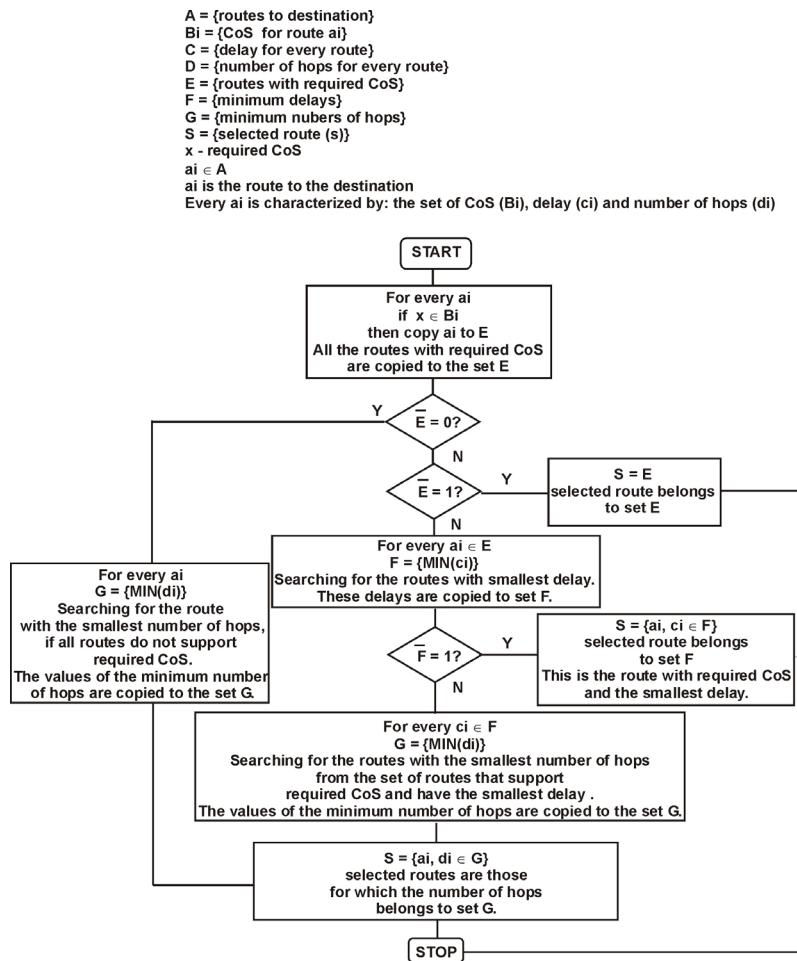 A = {routes to destination}
Bi = {CoS for route ai}
C = {delay for every route}
D = {number of hops for every route}
E = {routes with required CoS}
F = {minimum delays}
G = {minimum nubers of hops}
S = {selected route (s)}
x - required CoS
ai ∈ A
ai is the route to the destination
Every ai is characterized by: the set of CoS (Bi), delay (ci) and number of hops (di)
START
For every ai
if x ∈ Bi
then copy ai to E
All the routes with required CoS
are copied to the set E
Y
E̅ = 0?
N
E̅ = 1?
Y
S = E
selected route belongs
to set E
N
For every ai ∈ E
F = {MIN(ci)}
Searching for the routes with smallest delay.
These delays are copied to set F.
For every ai
G = {MIN(di)}
Searching for the route
with the smallest number of hops,
if all routes do not support
required CoS.
The values of the minimum number
of hops are copied to the set G.
F̅ = 1?
Y
S = {ai, ci ∈ F}
selected route belongs
to set F
This is the route with required CoS
and the smallest delay.
N
For every ci ∈ F
G = {MIN(di)}
Searching for the routes with the smallest number of hops
from the set of routes that support
required CoS and have the smallest delay .
The values of the minimum number of hops are copied to the set G.
S = {ai, di ∈ G}
selected routes are those
for which the number of hops
belongs to set G.
STOP